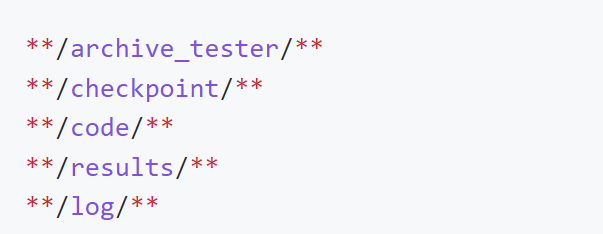 **/archive_tester/**
**/checkpoint/**
**/code/**
**/results/**
**/log/**